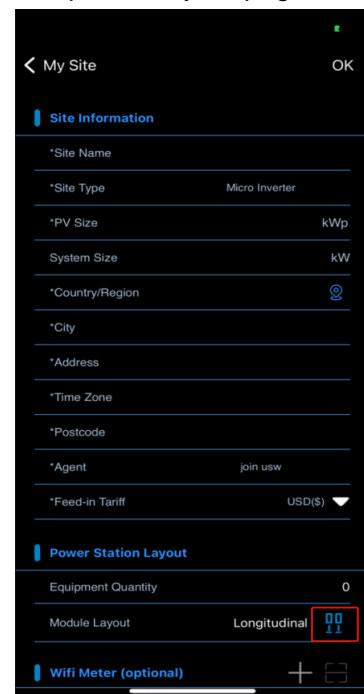 My Site OK
Site Information
*Site Name
*Site Type Micro Inverter
*PV Size kWp
System Size kW
*Country/Region
*City
*Address
*Time Zone
*Postcode
*Agent join usw
*Feed-in Tariff USD($)
Power Station Layout
Equipment Quantity 0
Module Layout Longitudinal
Wifi Meter (optional)